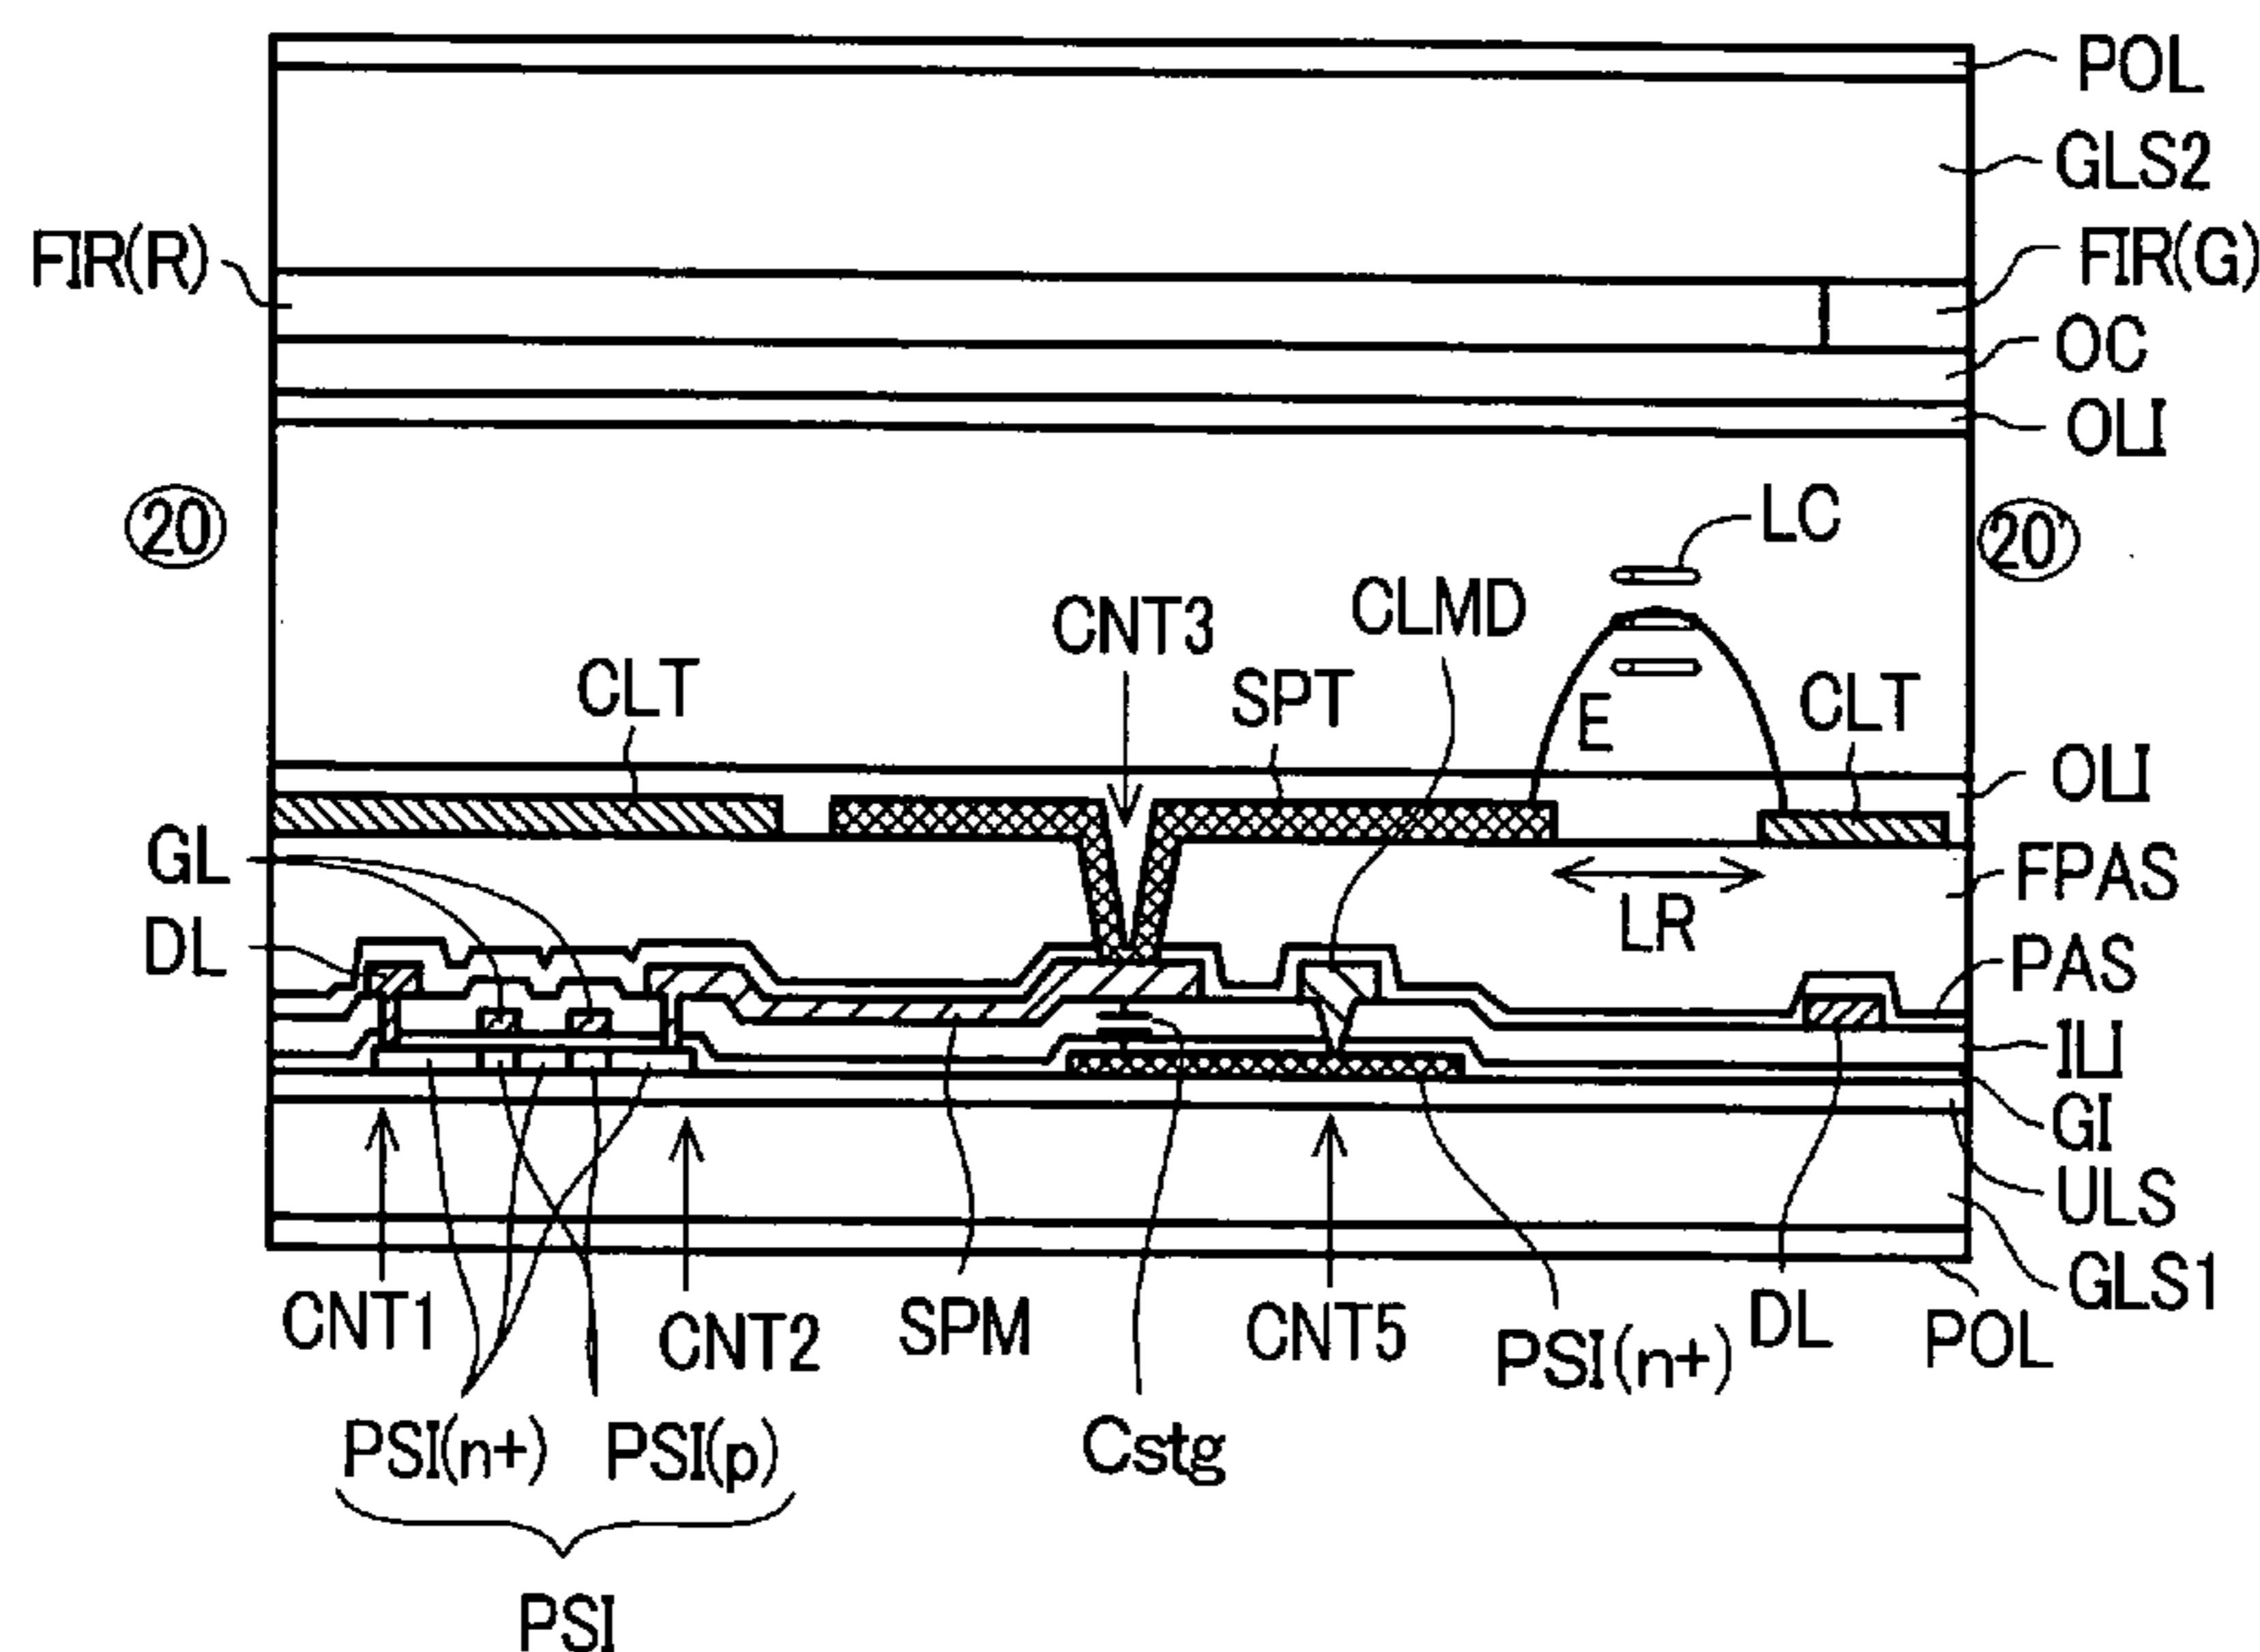 POL
GLS2
FIR(R)
FIR(G)
OC
OLI
20
20'
LC
CNT3
CLMD
CLT
SPT
E
CLT
OLI
GL
FPAS
DL
LR
PAS
ILI
GI
ULS
GLS1
CNT1
CNT2
SPM
CNT5
PSI(n+)
DL
POL
PSI(n+)
PSI(p)
Cstg
PSI